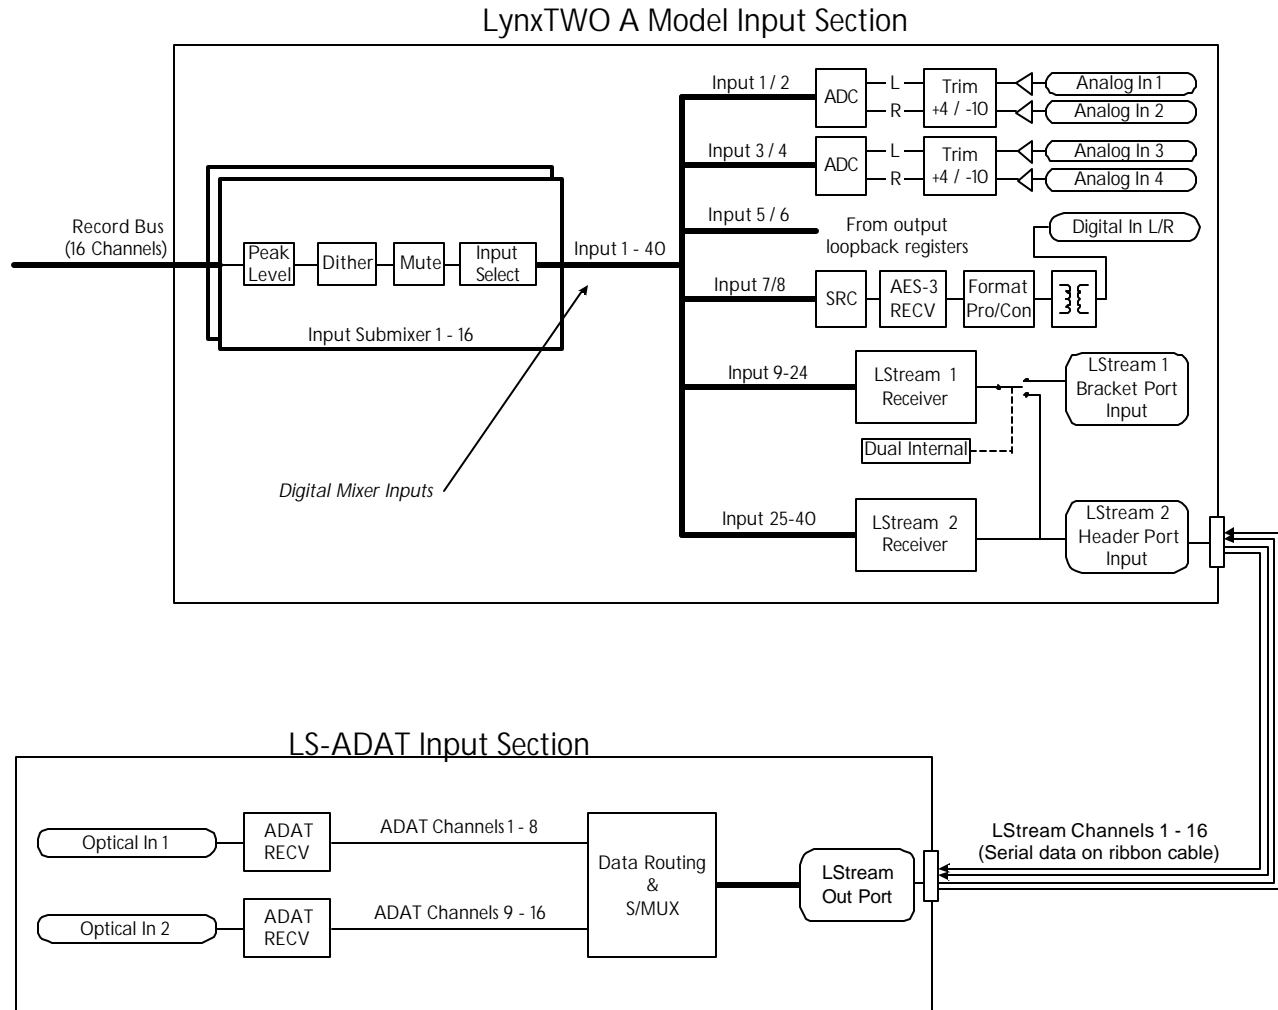 LynxTWO A Model Input Section
Input 1 / 2
ADC
L
R
Trim
+4 / -10
Analog In 1
Analog In 2
Input 3 / 4
ADC
L
R
Trim
+4 / -10
Analog In 3
Analog In 4
Input 5 / 6
From output
loopback registers
Digital In L/R
Record Bus
(16 Channels)
Peak
Level
Dither
Mute
Input
Select
Input 1 - 40
Input Submixer 1 - 16
Input 7/8
SRC
AES-3
RECV
Format
Pro/Con
Input 9-24
LStream 1
Receiver
LStream 1
Bracket Port
Input
Dual Internal
Digital Mixer Inputs
Input 25-40
LStream 2
Receiver
LStream 2
Header Port
Input
LS-ADAT Input Section
Optical In 1
ADAT
RECV
ADAT Channels 1 - 8
Optical In 2
ADAT
RECV
ADAT Channels 9 - 16
Data Routing
&
S/MUX
LStream
Out Port
LStream Channels 1 - 16
(Serial data on ribbon cable)